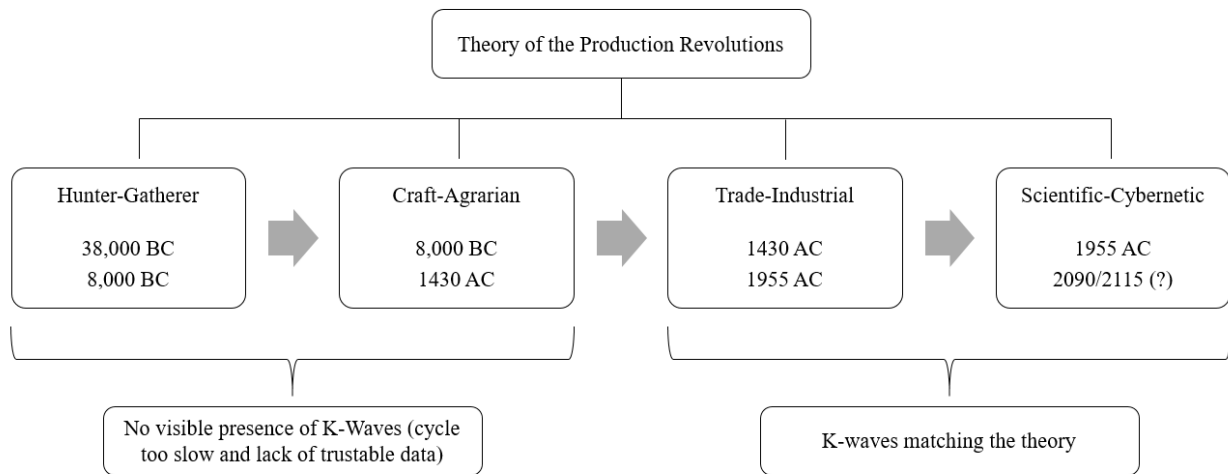 Theory of the Production Revolutions
Hunter-Gatherer
38,000 BC
8,000 BC
Craft-Agrarian
8,000 BC
1430 AC
Trade-Industrial
1430 AC
1955 AC
Scientific-Cybernetic
1955 AC
2090/2115 (?)
No visible presence of K-Waves (cycle
too slow and lack of trustable data)
K-waves matching the theory